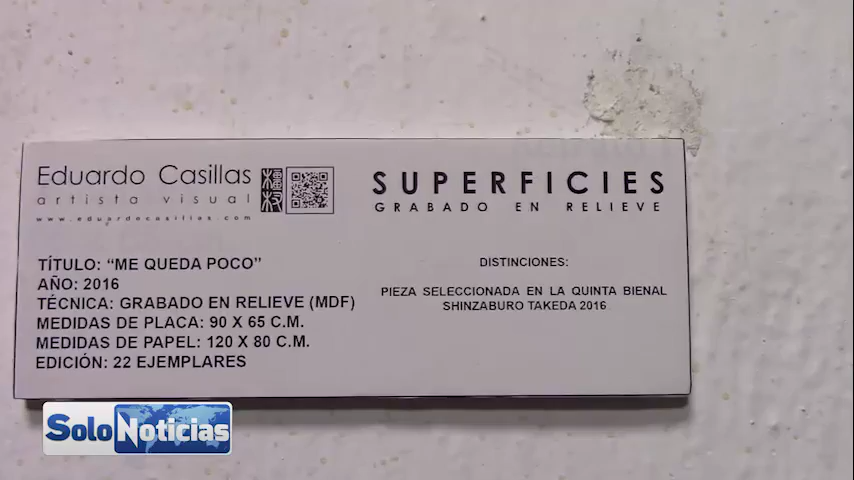 Eduardo Casillas
artista visual
www.eduardocasillas.com
SUPERFICIES
GRABADO EN RELIEVE
TÍTULO: “ME QUEDA POCO”
AÑO: 2016
TÉCNICA: GRABADO EN RELIEVE (MDF)
MEDIDAS DE PLACA: 90 X 65 C.M.
MEDIDAS DE PAPEL: 120 X 80 C.M.
EDICIÓN: 22 EJEMPLARES
DISTINCIONES:
PIEZA SELECCIONADA EN LA QUINTA BIENAL
SHINZABURO TAKEDA 2016
Solo Noticias